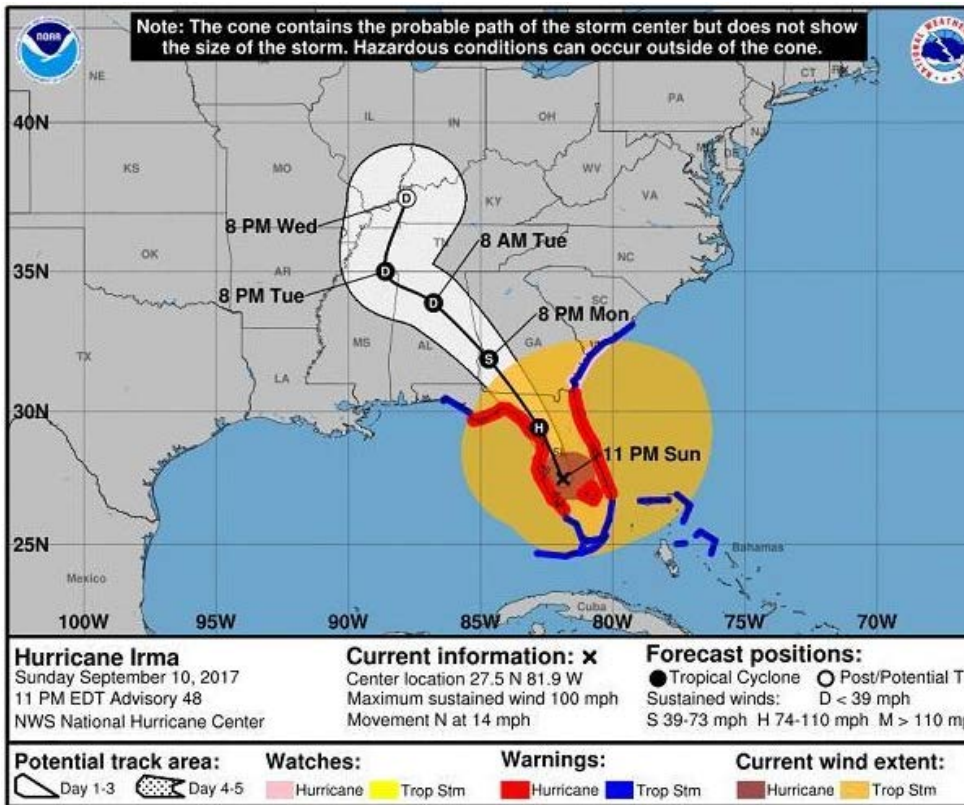 Note: The cone contains the probable path of the storm center but does not show
the size of the storm. Hazardous conditions can occur outside of the cone.
NOAA
NE
IL
IN
OH
PA
NJ
CT
DE
40N
KS
MO
WV
VA
KY
8 PM Wed
8 AM Tue
OK
AR
TN
NC
35N
8 PM Tue
D
D
D
SC
8 PM Mon
S
MS
AL
GA
TX
LA
30N
H
11 PM Sun
25N
Mexico
Bahamas
Cuba
100W 95W 90W 85W 80W 75W 70W
Hurricane Irma
Sunday September 10, 2017
11 PM EDT Advisory 48
NWS National Hurricane Center
Current information: x
Center location 27.5 N 81.9 W
Maximum sustained wind 100 mph
Movement N at 14 mph
Forecast positions:
Tropical Cyclone Post/Potential T
Sustained winds: D < 39 mph
S 39-73 mph H 74-110 mph M > 110 mp
Potential track area:
Day 1-3 Day 4-5
Watches:
Hurricane Trop Stm
Warnings:
Hurricane Trop Stm
Current wind extent:
Hurricane Trop Stm